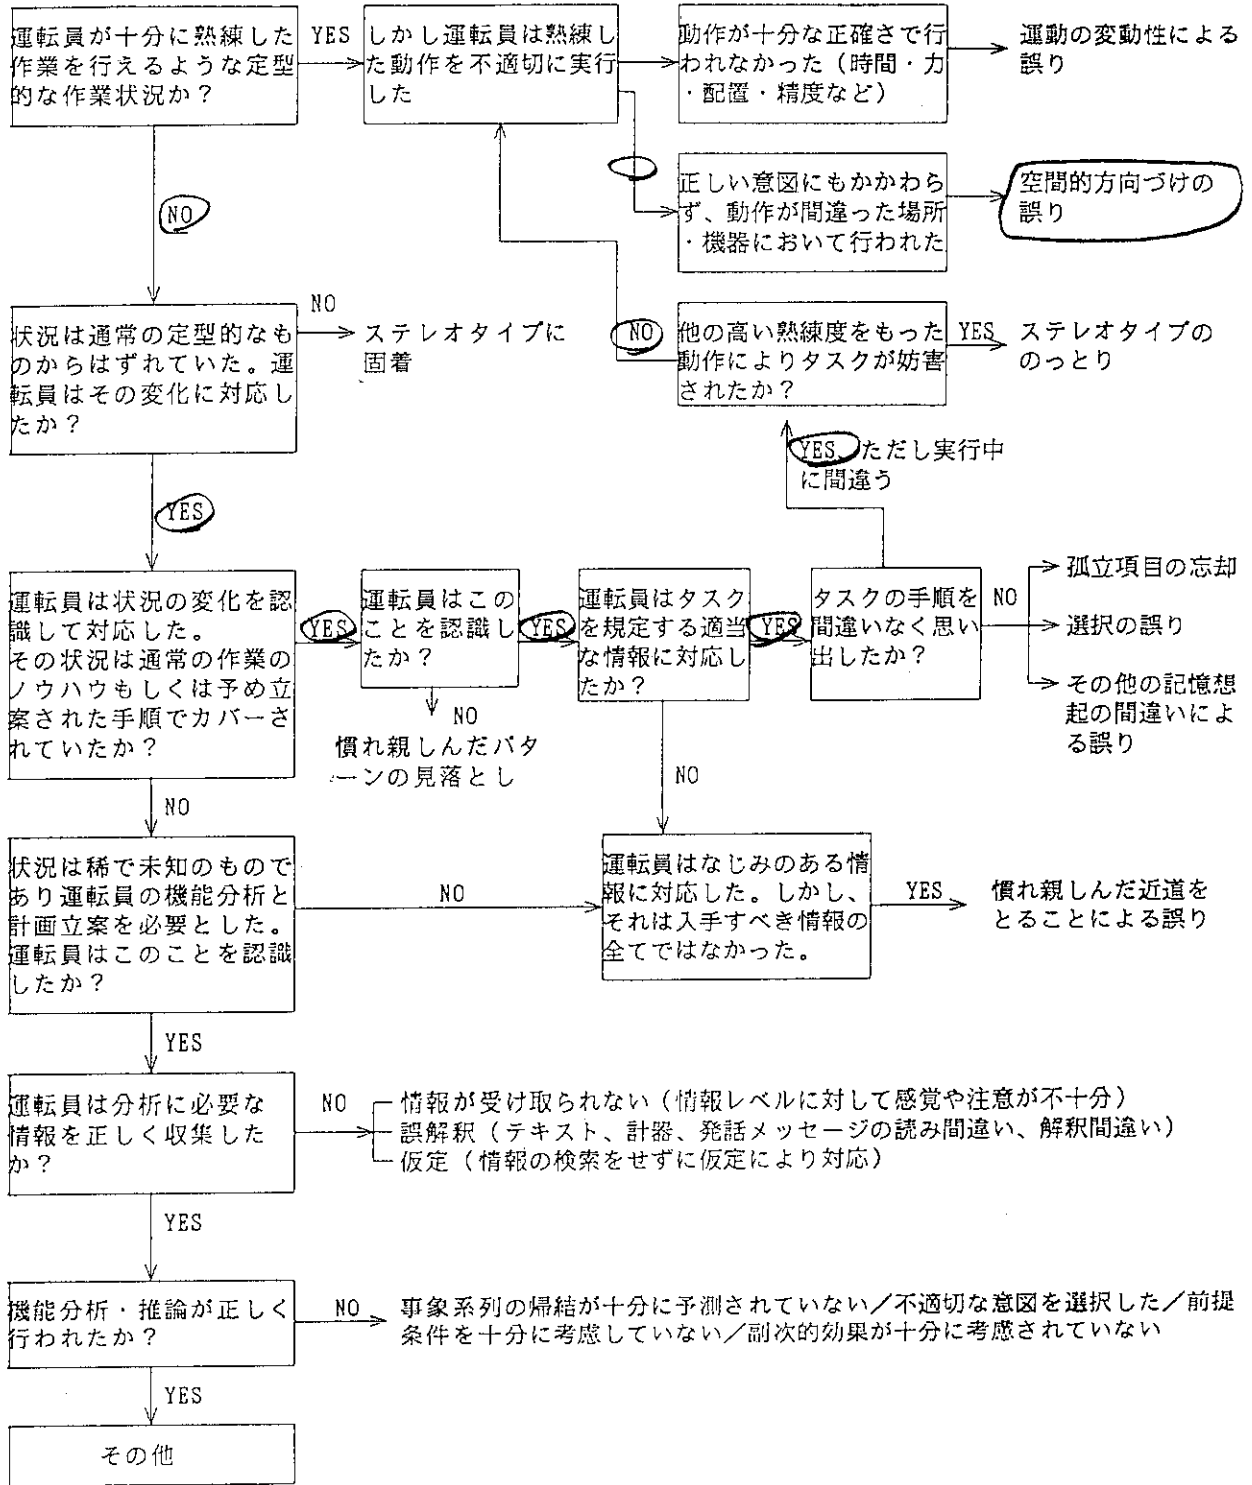 運転員が十分に熟練した
作業を行えるような定型
的な作業状況か？
YES
しかし運転員は熟練し
た動作を不適切に実行
した
動作が十分な正確さで行
われなかった（時間・力
・配置・精度など）
運動の変動性による
誤り
正しい意図にもかかわら
ず、動作が間違った場所
・機器において行われた
空間的方向づけの
誤り
NO
状況は通常の定型的なも
のからはずれていた。運
転員はその変化に対応し
たか？
NO
ステレオタイプに
固着
NO
他の高い熟練度をもった
動作によりタスクが妨害
されたか？
YES
ステレオタイプの
のっとり
YES ただし実行中
に間違う
YES
運転員は状況の変化を認
識して対応した。
その状況は通常の作業の
ノウハウもしくは予め立
案された手順でカバーさ
れていたか？
YES
運転員はこの
ことを認識し
たか？
YES
運転員はタスク
を規定する適当
な情報に対応し
たか？
YES
タスクの手順を
間違いなく思い
出したか？
NO
孤立項目の忘却
選択の誤り
その他の記憶想
起の間違いによ
る誤り
NO
慣れ親しんだパタ
ーンの見落とし
NO
NO
状況は稀で未知のもので
あり運転員の機能分析と
計画立案を必要とした。
運転員はこのことを認識
したか？
NO
運転員はなじみのある情
報に対応した。しかし、
それは入手すべき情報の
全てではなかった。
YES
慣れ親しんだ近道を
とることによる誤り
YES
運転員は分析に必要な
情報を正しく収集した
か？
NO
情報が受け取られない（情報レベルに対して感覚や注意が不十分）
誤解釈（テキスト、計器、発話メッセージの読み間違い、解釈間違い）
仮定（情報の検索をせずに仮定により対応）
YES
機能分析・推論が正しく
行われたか？
NO
事象系列の帰結が十分に予測されていない／不適切な意図を選択した／前提
条件を十分に考慮していない／副次的効果が十分に考慮されていない
YES
その他